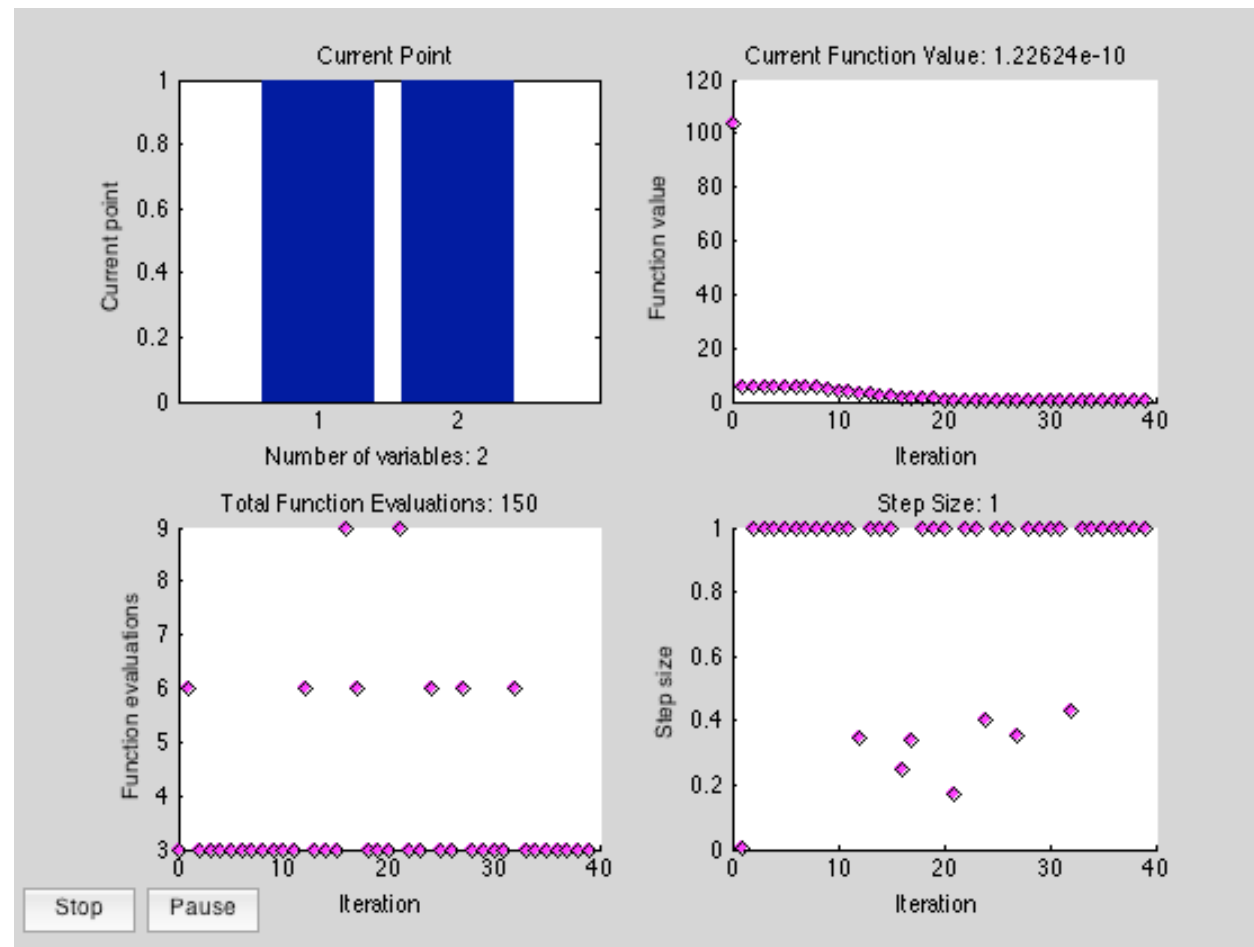 Current Point
1
0.8
0.6
0.4
0.2
0
Current point
1 2
Number of variables: 2
Current Function Value: 1.22624e-10
120
100
80
60
40
20
0
Function value
0 10 20 30 40
Iteration
Total Function Evaluations: 150
9
8
7
6
5
4
3
Function evaluations
0 10 20 30 40
Iteration
Step Size: 1
1
0.8
0.6
0.4
0.2
0
Step size
0 10 20 30 40
Iteration
Stop
Pause